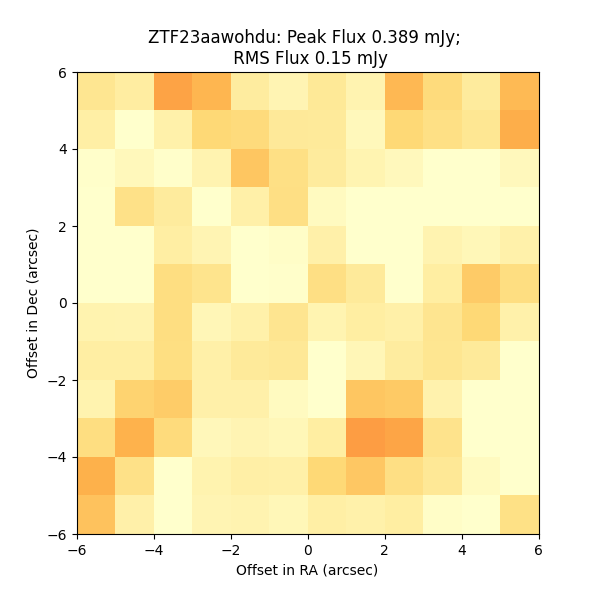 ZTF23aawohdu: Peak Flux 0.389 mJy;
RMS Flux 0.15 mJy
6
4
2
0
−2
−4
−6
Offset in Dec (arcsec)
−6 −4 −2 0 2 4 6
Offset in RA (arcsec)